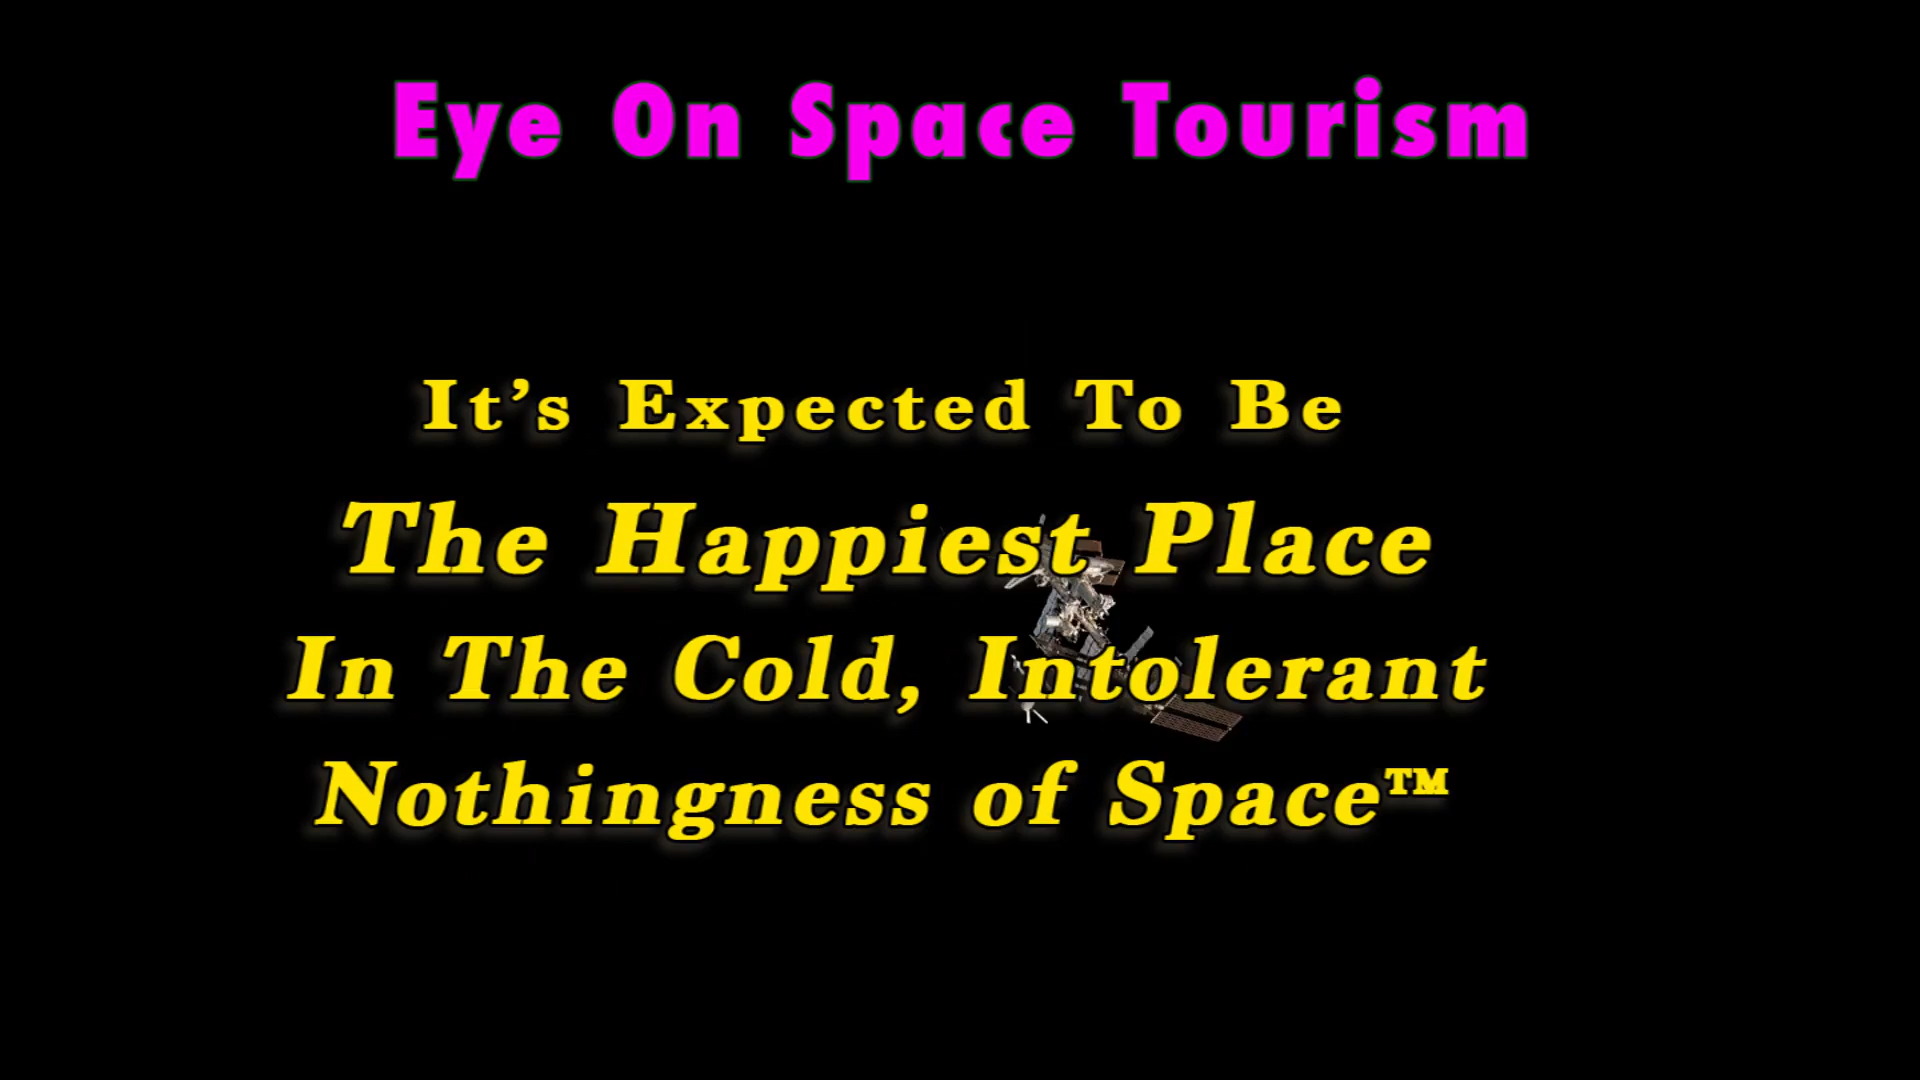 Eye On Space Tourism
It’s Expected To Be
The Happiest Place
In The Cold, Intolerant
Nothingness of Space™